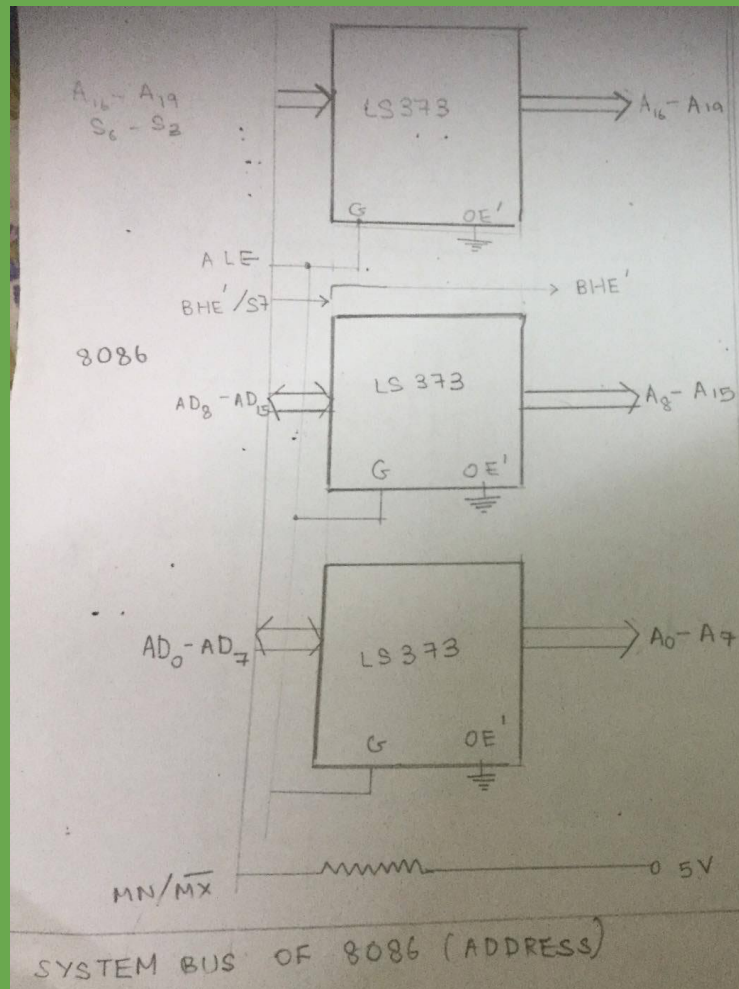 A16 - A19
S6 - S3
LS373
A16 - A19
G
OE'
ALE
BHE'/S7
BHE'
8086
AD8 - AD15
LS 373
A8 - A15
G
OE'
AD0 - AD7
LS 373
A0 - A7
G
OE'
MN/M̅X̅
5V
SYSTEM BUS OF 8086 (ADDRESS)